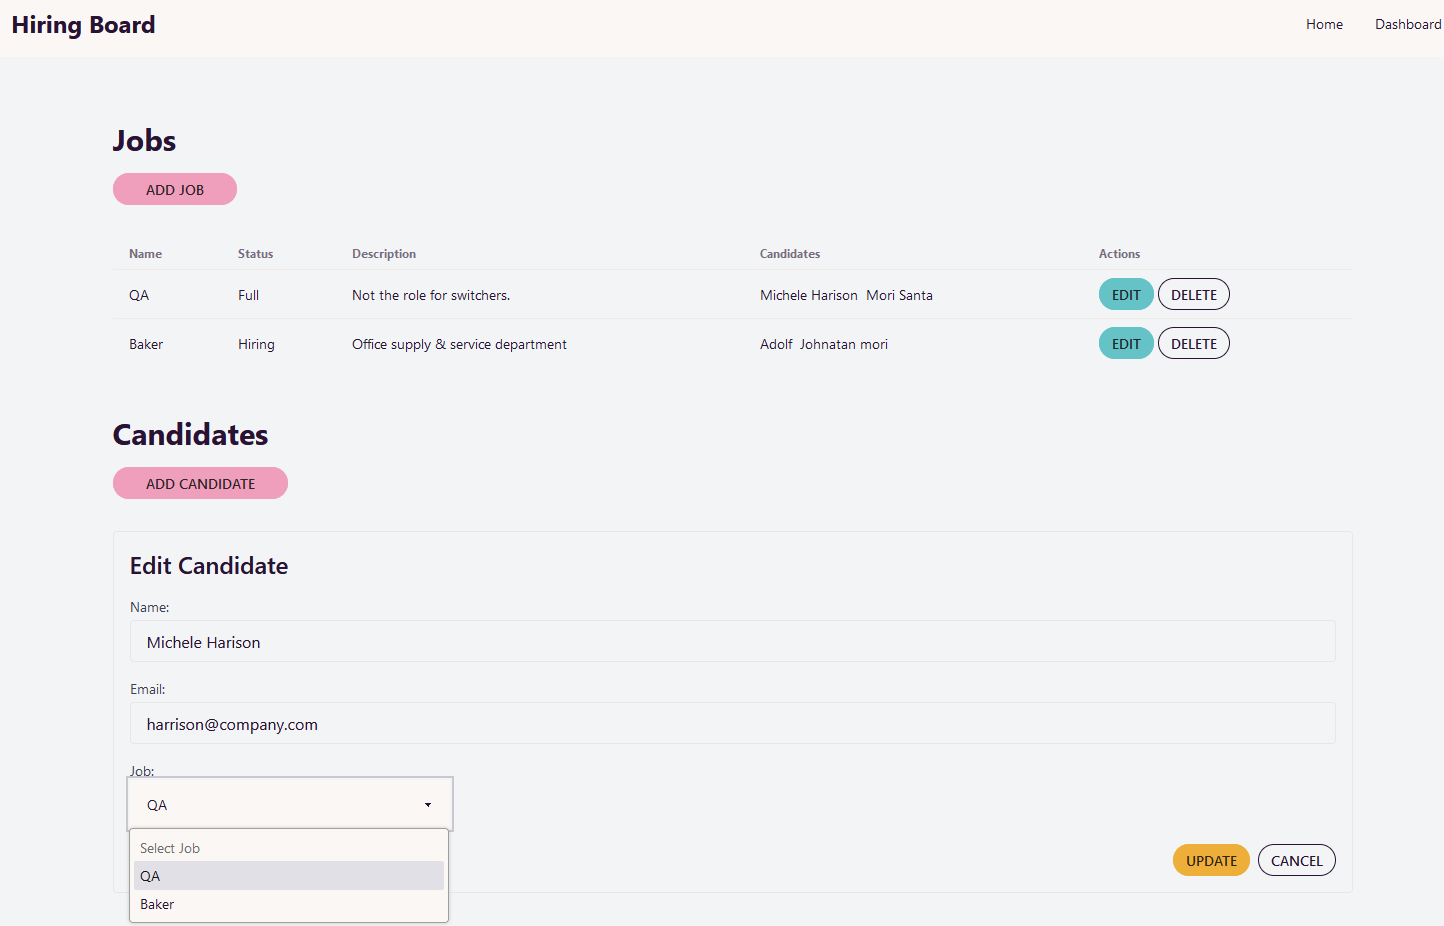 Hiring Board Home Dashboard
Jobs
ADD JOB
Name Status Description Candidates Actions
QA Full Not the role for switchers. Michele Harison Mori Santa EDIT DELETE
Baker Hiring Office supply & service department Adolf Johnatan mori EDIT DELETE
Candidates
ADD CANDIDATE
Edit Candidate
Name:
Michele Harison
Email:
harrison@company.com
Job:
QA
Select Job
QA
Baker
UPDATE CANCEL